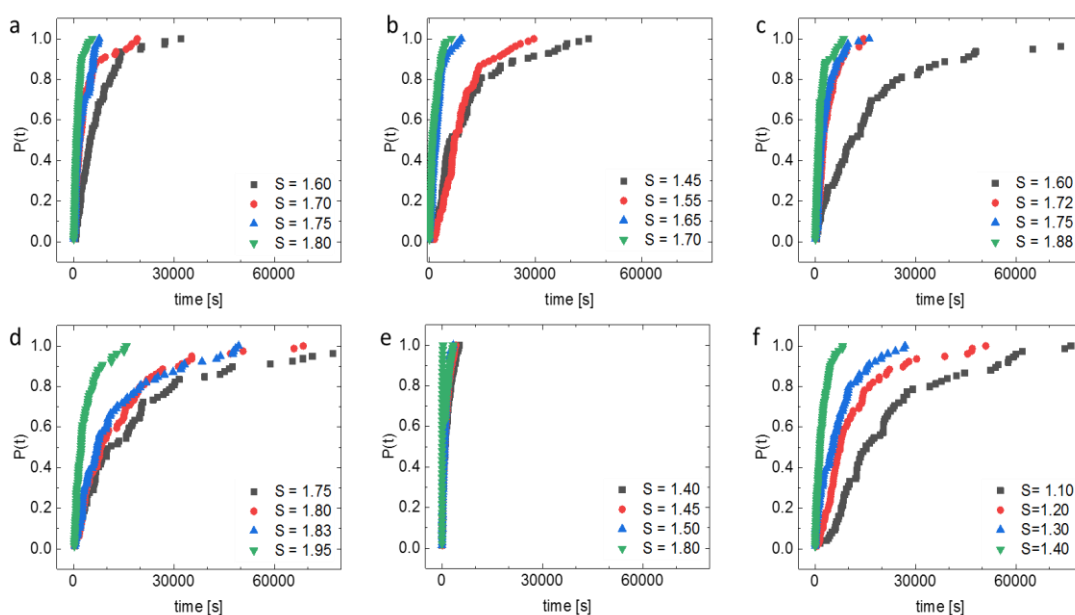 a
1.0
0.8
0.6
0.4
0.2
0.0
P(t)
S = 1.60
S = 1.70
S = 1.75
S = 1.80
0 30000 60000
time [s]
b
1.0
0.8
0.6
0.4
0.2
0.0
P(t)
S = 1.45
S = 1.55
S = 1.65
S = 1.70
0 30000 60000
time [s]
c
1.0
0.8
0.6
0.4
0.2
0.0
P(t)
S = 1.60
S = 1.72
S = 1.75
S = 1.88
0 30000 60000
time [s]
d
1.0
0.8
0.6
0.4
0.2
0.0
P(t)
S = 1.75
S = 1.80
S = 1.83
S = 1.95
0 30000 60000
time [s]
e
1.0
0.8
0.6
0.4
0.2
0.0
P(t)
S = 1.40
S = 1.45
S = 1.50
S = 1.80
0 30000 60000
time [s]
f
1.0
0.8
0.6
0.4
0.2
0.0
P(t)
S= 1.10
S=1.20
S=1.30
S=1.40
0 30000 60000
time [s]